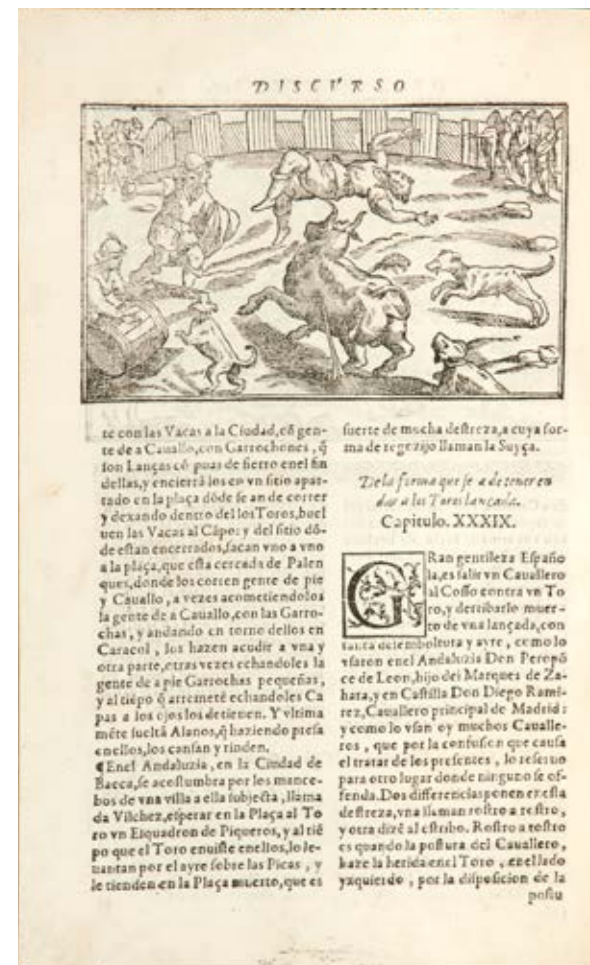 DISCVRSO
te con las Vacas a la Ciudad, cõ gen-
te de a Cauallo, con Garrochones, q̃
son Lanças cõ puas de fierro enel fin
dellas, y encierrã los en vn sitio apar-
tado en la plaça dõde se an de correr
y dexando dentro del los Toros, buel
uen las Vacas al Cãpo: y del sitio dõ-
de estan encerrados, sacan vno a vno
a la plaça, que esta cercada de Palen
ques, donde los corren gente de pie
y Cauallo, a vezes acometiendolos
la gente de a Cauallo, con las Garro-
chas, y andando en torno dellos en
Caracol, los hazen acudir a vna y
otra parte, otras vezes echandoles la
gente de a pie Garrochas pequeñas,
y al tiẽpo q̃ arremetẽ echandoles Ca
pas a los ojos los detienen. Y vltima
mẽte sueltã Alanos, q̃ haziendo presa
en ellos, los cansan y rinden.
¶Enel Andaluzia, en la Ciudad de
Baeca, se acostumbra por los mance-
bos de vna villa a ella subjecta, llama
da Vilchez, esperar en la Plaça al To
ro vn Esquadron de Piqueros, y al tiẽ
po que el Toro enuiste enellos, lo le-
uantan por el ayre sobre las Picas, y
le tienden en la Plaça muerto, que es
suerte de mucha destreza, a cuya for-
ma de regozijo llaman la Suyça.
De la forma que se a de tener en
dar a los Toros lançada.
Capitulo. XXXIX.
GRan gentileza Españo
la, es salir vn Cauallero
al Cosso contra vn To
ro, y derribarlo muer-
to de vna lançada, con
tanta desemboltura y ayre, como lo
vsaron enel Andaluzia Don Peropõ
ce de Leon, hijo del Marques de Za-
hara, y en Castilla Don Diego Rami-
rez, Cauallero principal de Madrid:
y como lo vsan oy muchos Caualle-
ros, que por la confusion que causa
el tratar de los presentes, lo reseruo
para otro lugar donde ninguno se of-
fenda. Dos differencias ponen en esta
destreza, vna llaman rostro a rostro,
y otra dizẽ al estribo. Rostro a rostro
es quando la postura del Cauallero,
haze la herida enel Toro, enel lado
yzquierdo, por la disposicion de la
postu